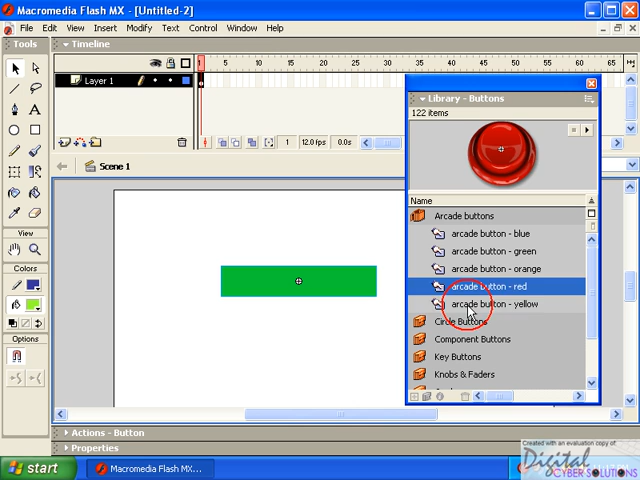 Macromedia Flash MX - [Untitled-2]
File Edit View Insert Modify Text Control Window Help
Tools
Timeline
1 5 10 15 20 25 30 35 40 45 50 55 60 65
Layer 1
1 12.0 fps 0.0s
Scene 1
View
Colors
Options
Library - Buttons
122 items
Name
Arcade buttons
arcade button - blue
arcade button - green
arcade button - orange
arcade button - red
arcade button - yellow
Circle Buttons
Component Buttons
Key Buttons
Knobs & Faders
Actions - Button
Properties
start
Macromedia Flash MX...
Created with an evaluation copy of
Digital
CYBER SOLUTIONS